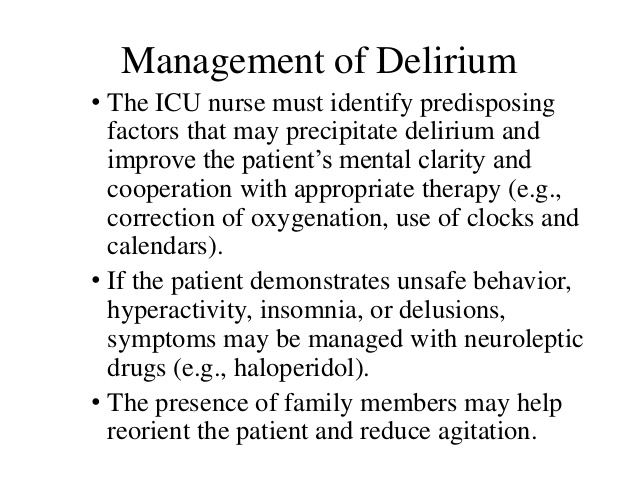 Management of Delirium
• The ICU nurse must identify predisposing
factors that may precipitate delirium and
improve the patient’s mental clarity and
cooperation with appropriate therapy (e.g.,
correction of oxygenation, use of clocks and
calendars).
• If the patient demonstrates unsafe behavior,
hyperactivity, insomnia, or delusions,
symptoms may be managed with neuroleptic
drugs (e.g., haloperidol).
• The presence of family members may help
reorient the patient and reduce agitation.